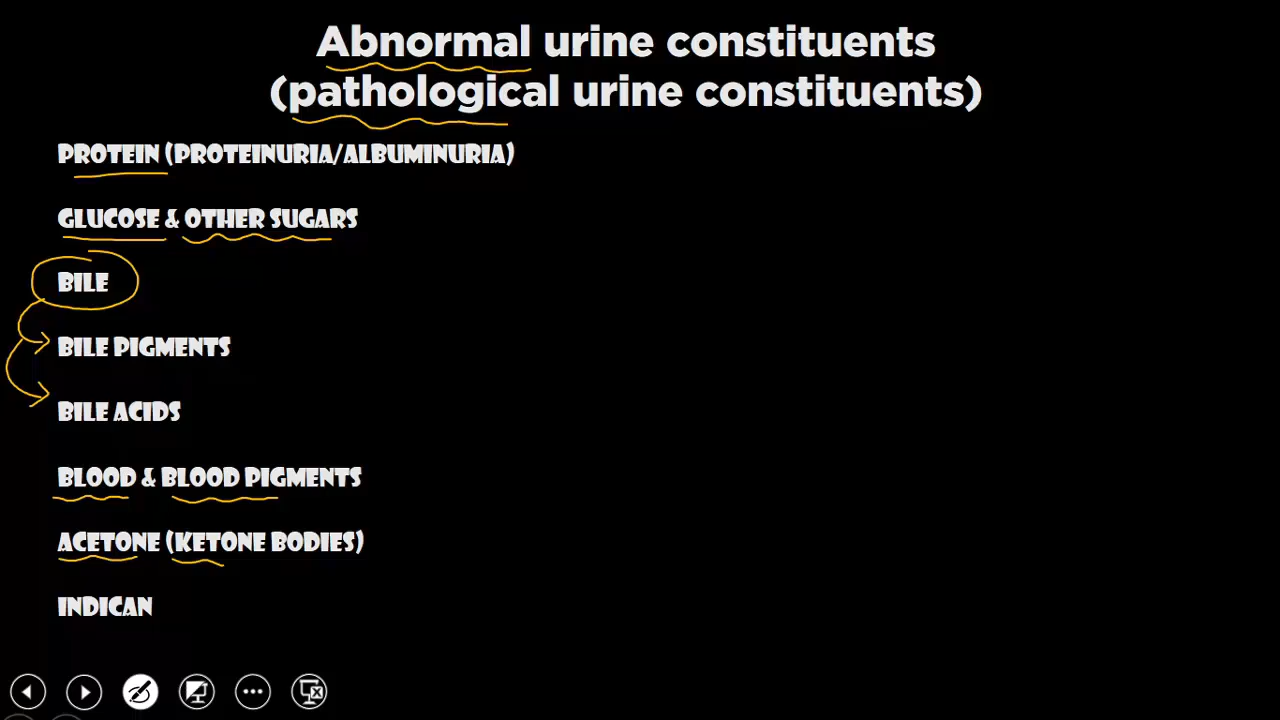 Abnormal urine constituents
(pathological urine constituents)
PROTEIN (PROTEINURIA/ALBUMINURIA)
GLUCOSE & OTHER SUGARS
BILE
BILE PIGMENTS
BILE ACIDS
BLOOD & BLOOD PIGMENTS
ACETONE (KETONE BODIES)
INDICAN